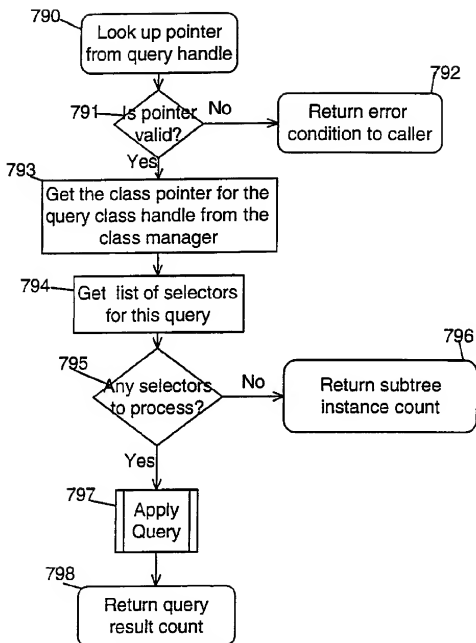 790
Look up pointer
from query handle
791
Is pointer
valid?
No
792
Return error
condition to caller
Yes
793
Get the class pointer for the
query class handle from the
class manager
794
Get list of selectors
for this query
795
Any selectors
to process?
No
796
Return subtree
instance count
Yes
797
Apply
Query
798
Return query
result count